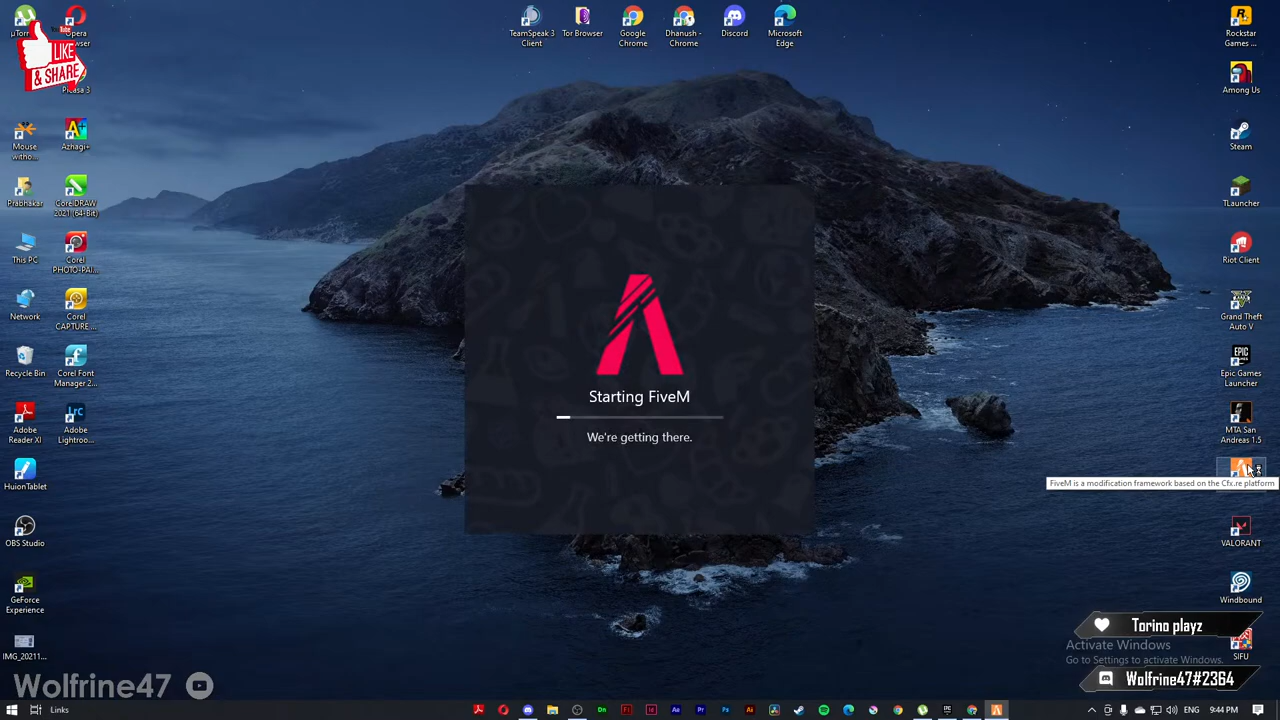 µTorr...
Opera
...wser
YouTube
LIKE
& SHARE
Picasa 3
TeamSpeak 3
Client
Tor Browser
Google
Chrome
Dhanush -
Chrome
Discord
Microsoft
Edge
Rockstar
Games ...
Among Us
Mouse
witho...
Azhagi+
Steam
Prabhakar
CorelDRAW
2021 (64-Bit)
TLauncher
This PC
Corel
PHOTO-PAI...
Riot Client
Network
Corel
CAPTURE ...
Grand Theft
Auto V
Recycle Bin
Corel Font
Manager 2...
Epic Games
Launcher
Starting FiveM
We're getting there.
Adobe
Reader XI
Adobe
Lightroo...
MTA San
Andreas 1.5
HuionTablet
FiveM is a modification framework based on the Cfx.re platform
OBS Studio
VALORANT
GeForce
Experience
Windbound
IMG_20211...
Torino playz
Activate Windows
Go to Settings to activate Windows.
SIFU
Wolfrine47
Wolfrine47#2364
Links
ENG
9:44 PM